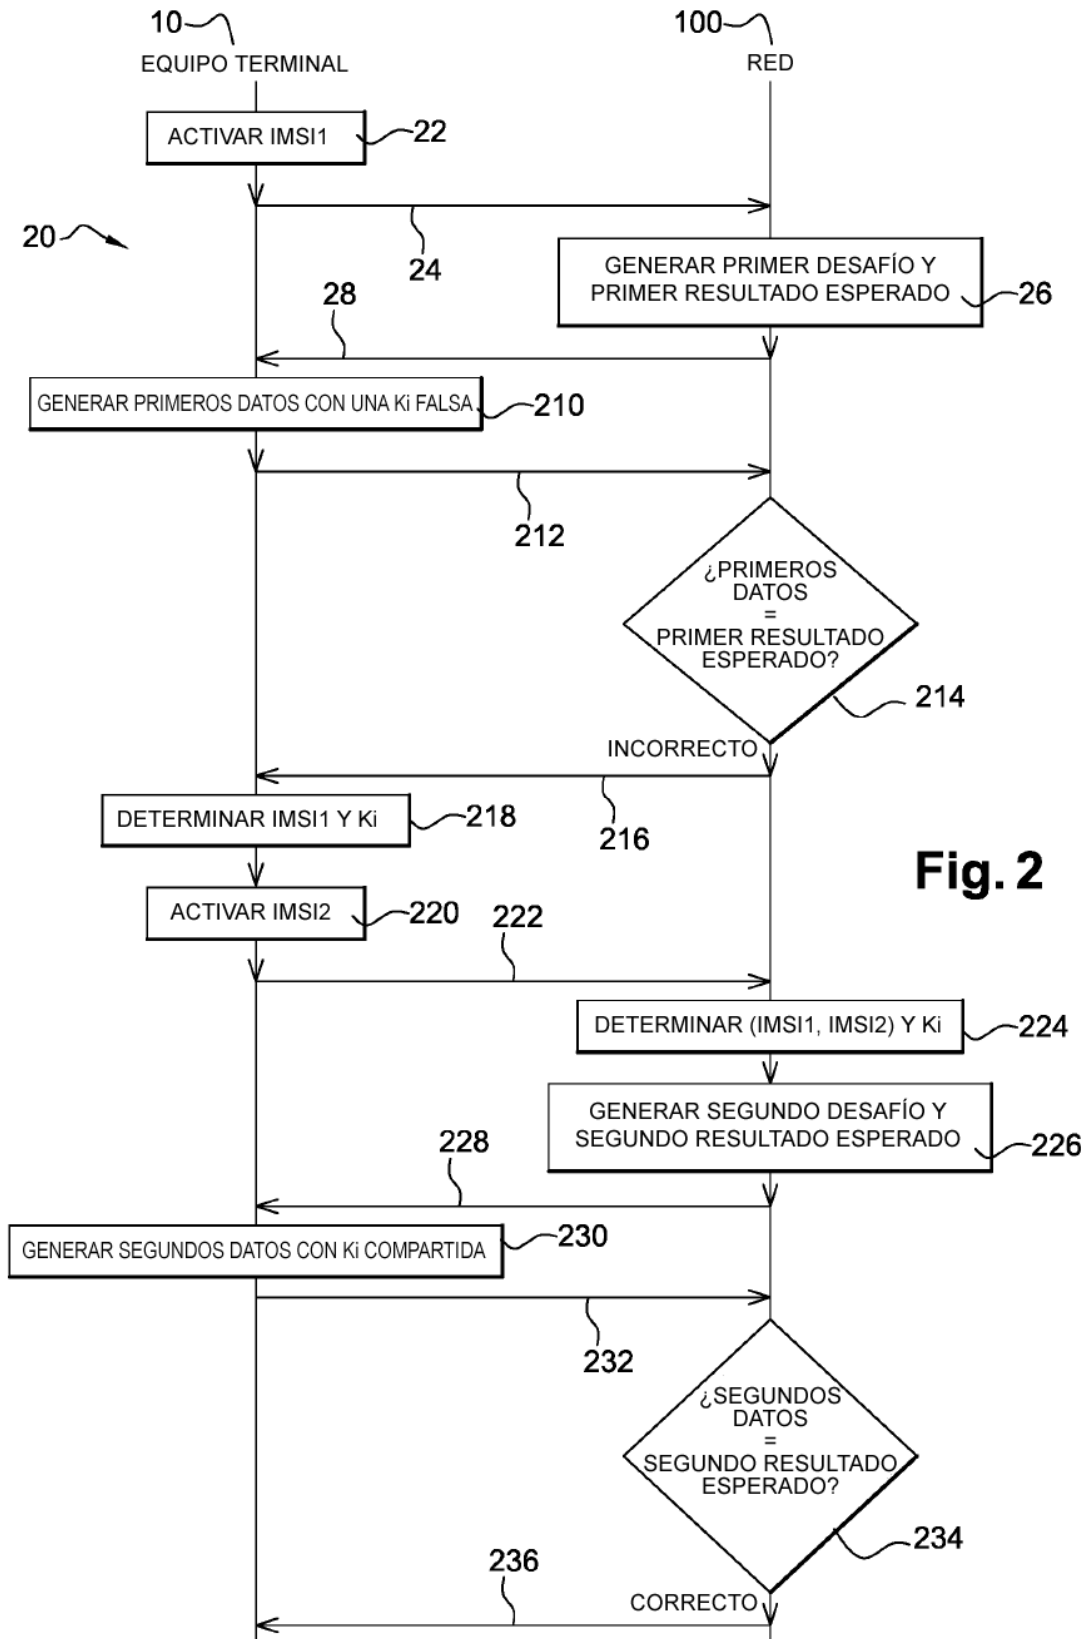 10
100
EQUIPO TERMINAL
RED
ACTIVAR IMSI1
22
24
20
GENERAR PRIMER DESAFÍO Y
PRIMER RESULTADO ESPERADO
26
28
GENERAR PRIMEROS DATOS CON UNA Ki FALSA
210
212
¿PRIMEROS
DATOS
=
PRIMER RESULTADO
ESPERADO?
214
INCORRECTO
216
DETERMINAR IMSI1 Y Ki
218
Fig. 2
ACTIVAR IMSI2
220
222
DETERMINAR (IMSI1, IMSI2) Y Ki
224
GENERAR SEGUNDO DESAFÍO Y
SEGUNDO RESULTADO ESPERADO
226
228
GENERAR SEGUNDOS DATOS CON Ki COMPARTIDA
230
232
¿SEGUNDOS
DATOS
=
SEGUNDO RESULTADO
ESPERADO?
234
236
CORRECTO